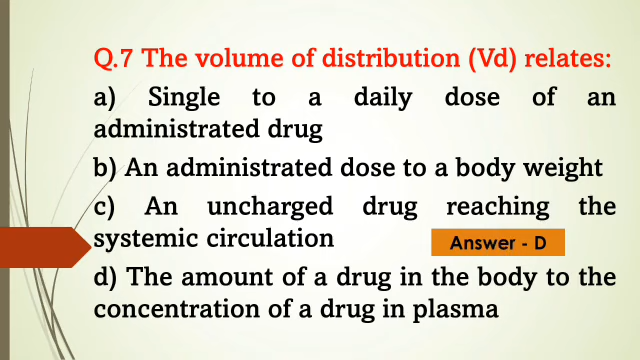 Q.7 The volume of distribution (Vd) relates:
a) Single to a daily dose of an
administrated drug
b) An administrated dose to a body weight
c) An uncharged drug reaching the
systemic circulation
Answer - D
d) The amount of a drug in the body to the
concentration of a drug in plasma